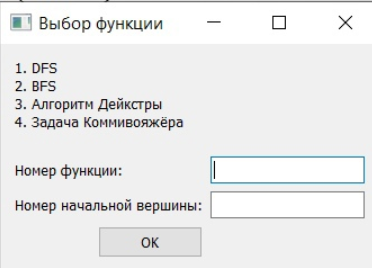 Выбор функции
1. DFS
2. BFS
3. Алгоритм Дейкстры
4. Задача Коммивояжёра
Номер функции:
Номер начальной вершины:
OK